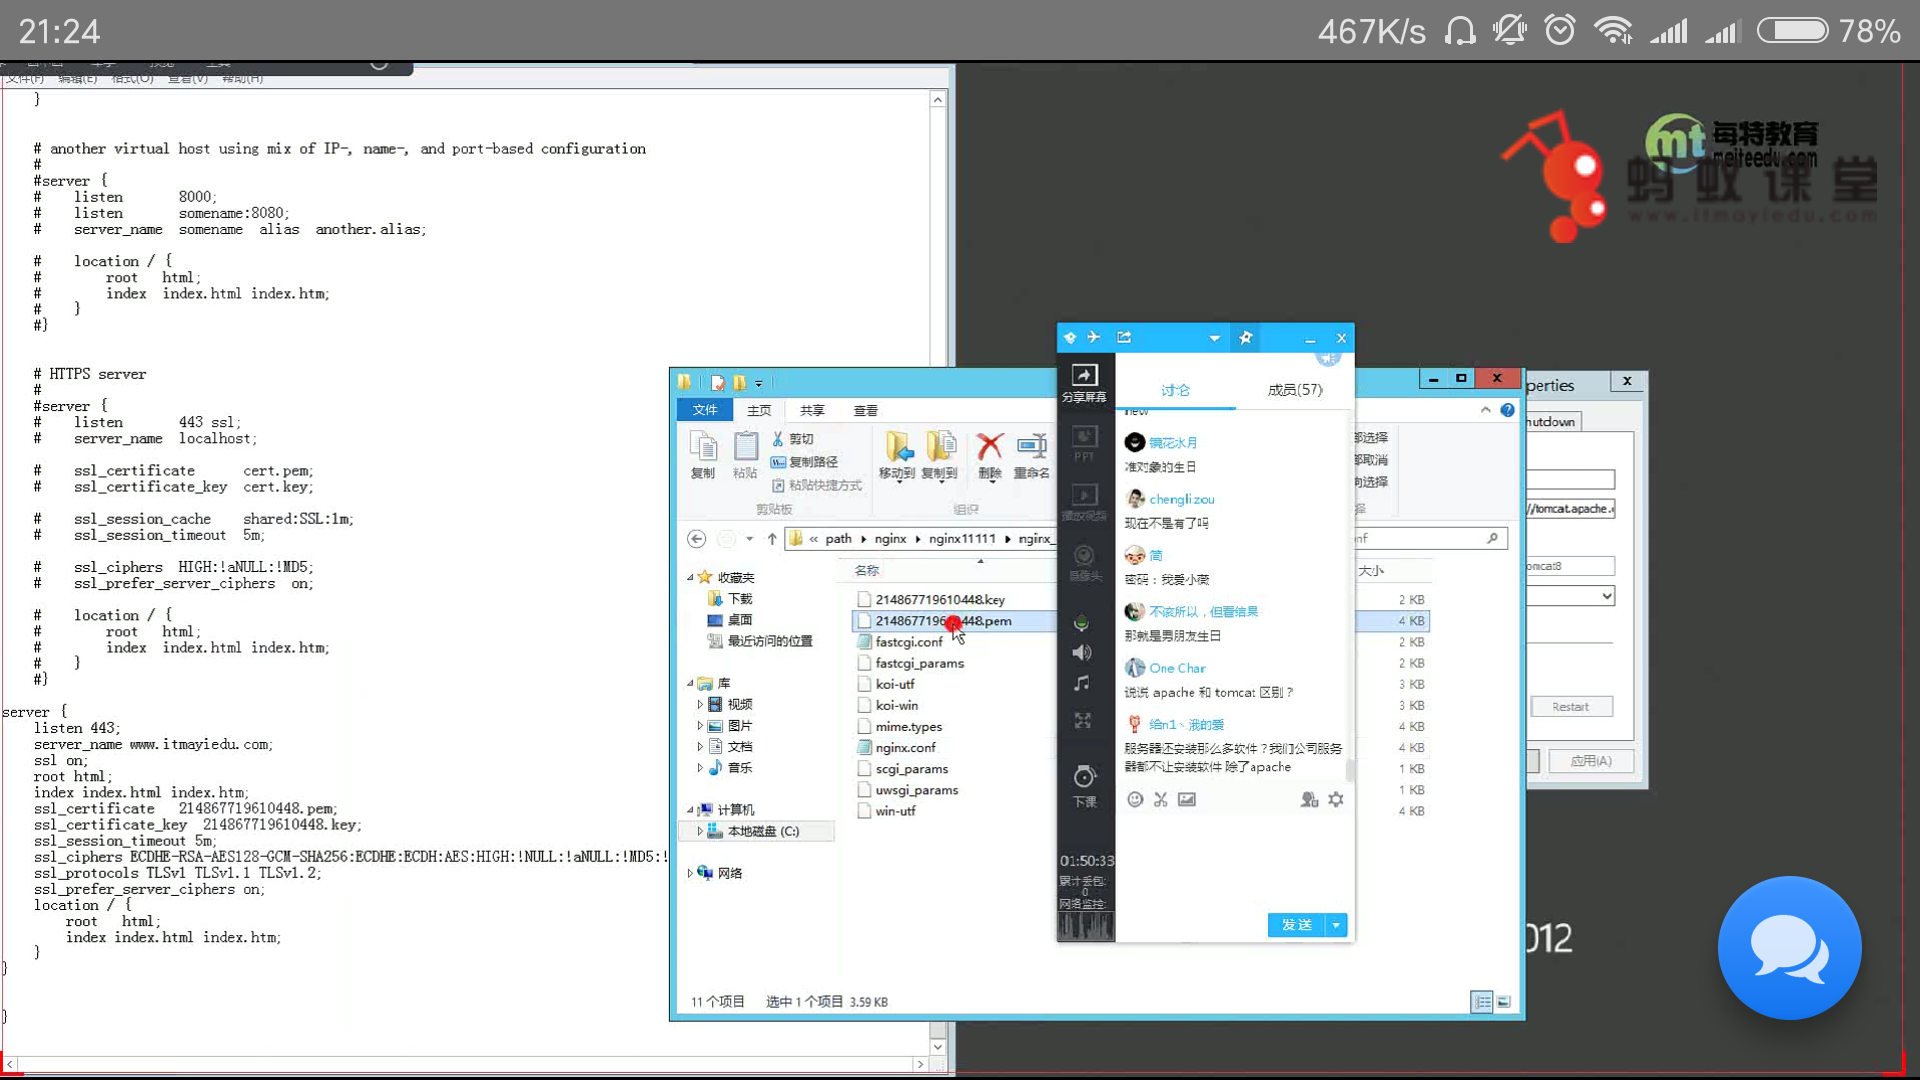 21:24
467K/s
78%
文件(F) 编辑(E) 格式(O) 查看(V) 帮助(H)
}
# another virtual host using mix of IP-, name-, and port-based configuration
#
#server {
# listen 8000;
# listen somename:8080;
# server_name somename alias another.alias;
# location / {
# root html;
# index index.html index.htm;
# }
#}
# HTTPS server
#
#server {
# listen 443 ssl;
# server_name localhost;
# ssl_certificate cert.pem;
# ssl_certificate_key cert.key;
# ssl_session_cache shared:SSL:1m;
# ssl_session_timeout 5m;
# ssl_ciphers HIGH:!aNULL:!MD5;
# ssl_prefer_server_ciphers on;
# location / {
# root html;
# index index.html index.htm;
# }
#}
server {
listen 443;
server_name www.itmayiedu.com;
ssl on;
root html;
index index.html index.htm;
ssl_certificate 214867719610448.pem;
ssl_certificate_key 214867719610448.key;
ssl_session_timeout 5m;
ssl_ciphers ECDHE-RSA-AES128-GCM-SHA256:ECDHE:ECDH:AES:HIGH:!NULL:!aNULL:!MD5:!
ssl_protocols TLSv1 TLSv1.1 TLSv1.2;
ssl_prefer_server_ciphers on;
location / {
root html;
index index.html index.htm;
}
}
}
mt 每特教育
meiteedu.com
蚂蚁课堂
www.itmayiedu.com
文件 主页 共享 查看
复制
粘贴
剪切
复制路径
粘贴快捷方式
剪贴板
移动到 复制到
删除 重命名
组织
部选择
部取消
向选择
择
« path nginx nginx11111 nginx_
nf
收藏夹
下载
桌面
最近访问的位置
库
视频
图片
文档
音乐
计算机
本地磁盘 (C:)
网络
名称
大小
214867719610448.key 2 KB
214867719610448.pem 4 KB
fastcgi.conf 2 KB
fastcgi_params 2 KB
koi-utf 3 KB
koi-win 3 KB
mime.types 4 KB
nginx.conf 4 KB
scgi_params 1 KB
uwsgi_params 1 KB
win-utf 4 KB
11 个项目 选中 1 个项目 3.59 KB
分享屏幕
PPT
播放视频
摄像头
下课
01:50:33
累计丢包:
0
网络监控:
讨论 成员(57)
new
镜花水月
准对象的生日
chengli zou
现在不是有了吗
简
密码：我爱小薇
不该所以，但看结果
那就是男朋友生日
One Char
说说 apache 和 tomcat 区别？
给n1丶涐的爱
服务器还安装那么多软件？我们公司服务
器都不让安装软件 除了apache
发送
perties
utdown
//tomcat.apache.
omcat8
Restart
应用(A)
012